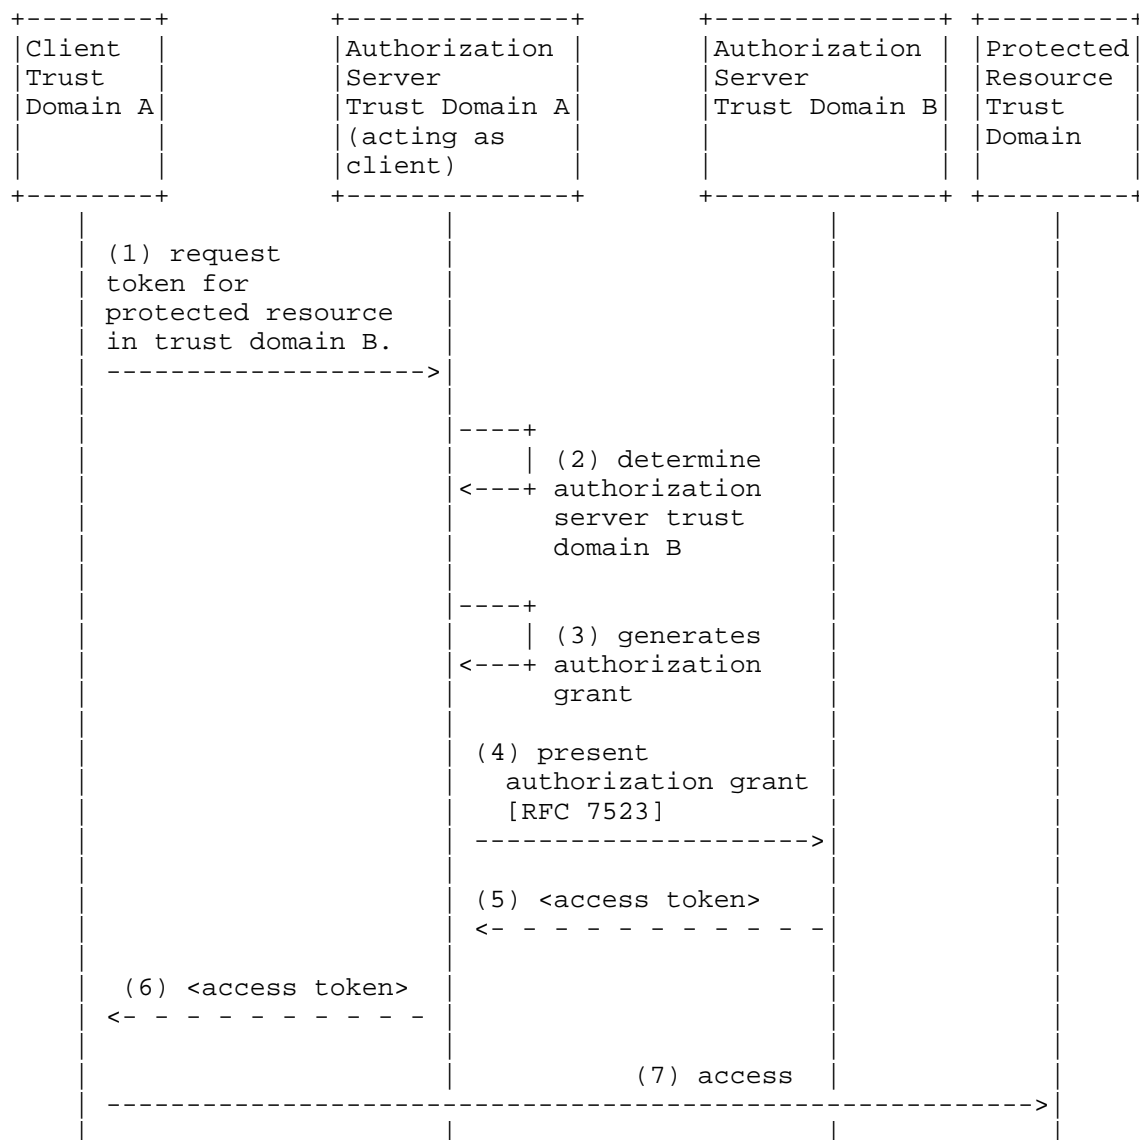 Client
Trust
Domain A
Authorization
Server
Trust Domain A
(acting as
client)
Authorization
Server
Trust Domain B
Protected
Resource
Trust
Domain
(1) request
token for
protected resource
in trust domain B.
(2) determine
authorization
server trust
domain B
(3) generates
authorization
grant
(4) present
authorization grant
[RFC 7523]
(5) <access token>
(6) <access token>
(7) access